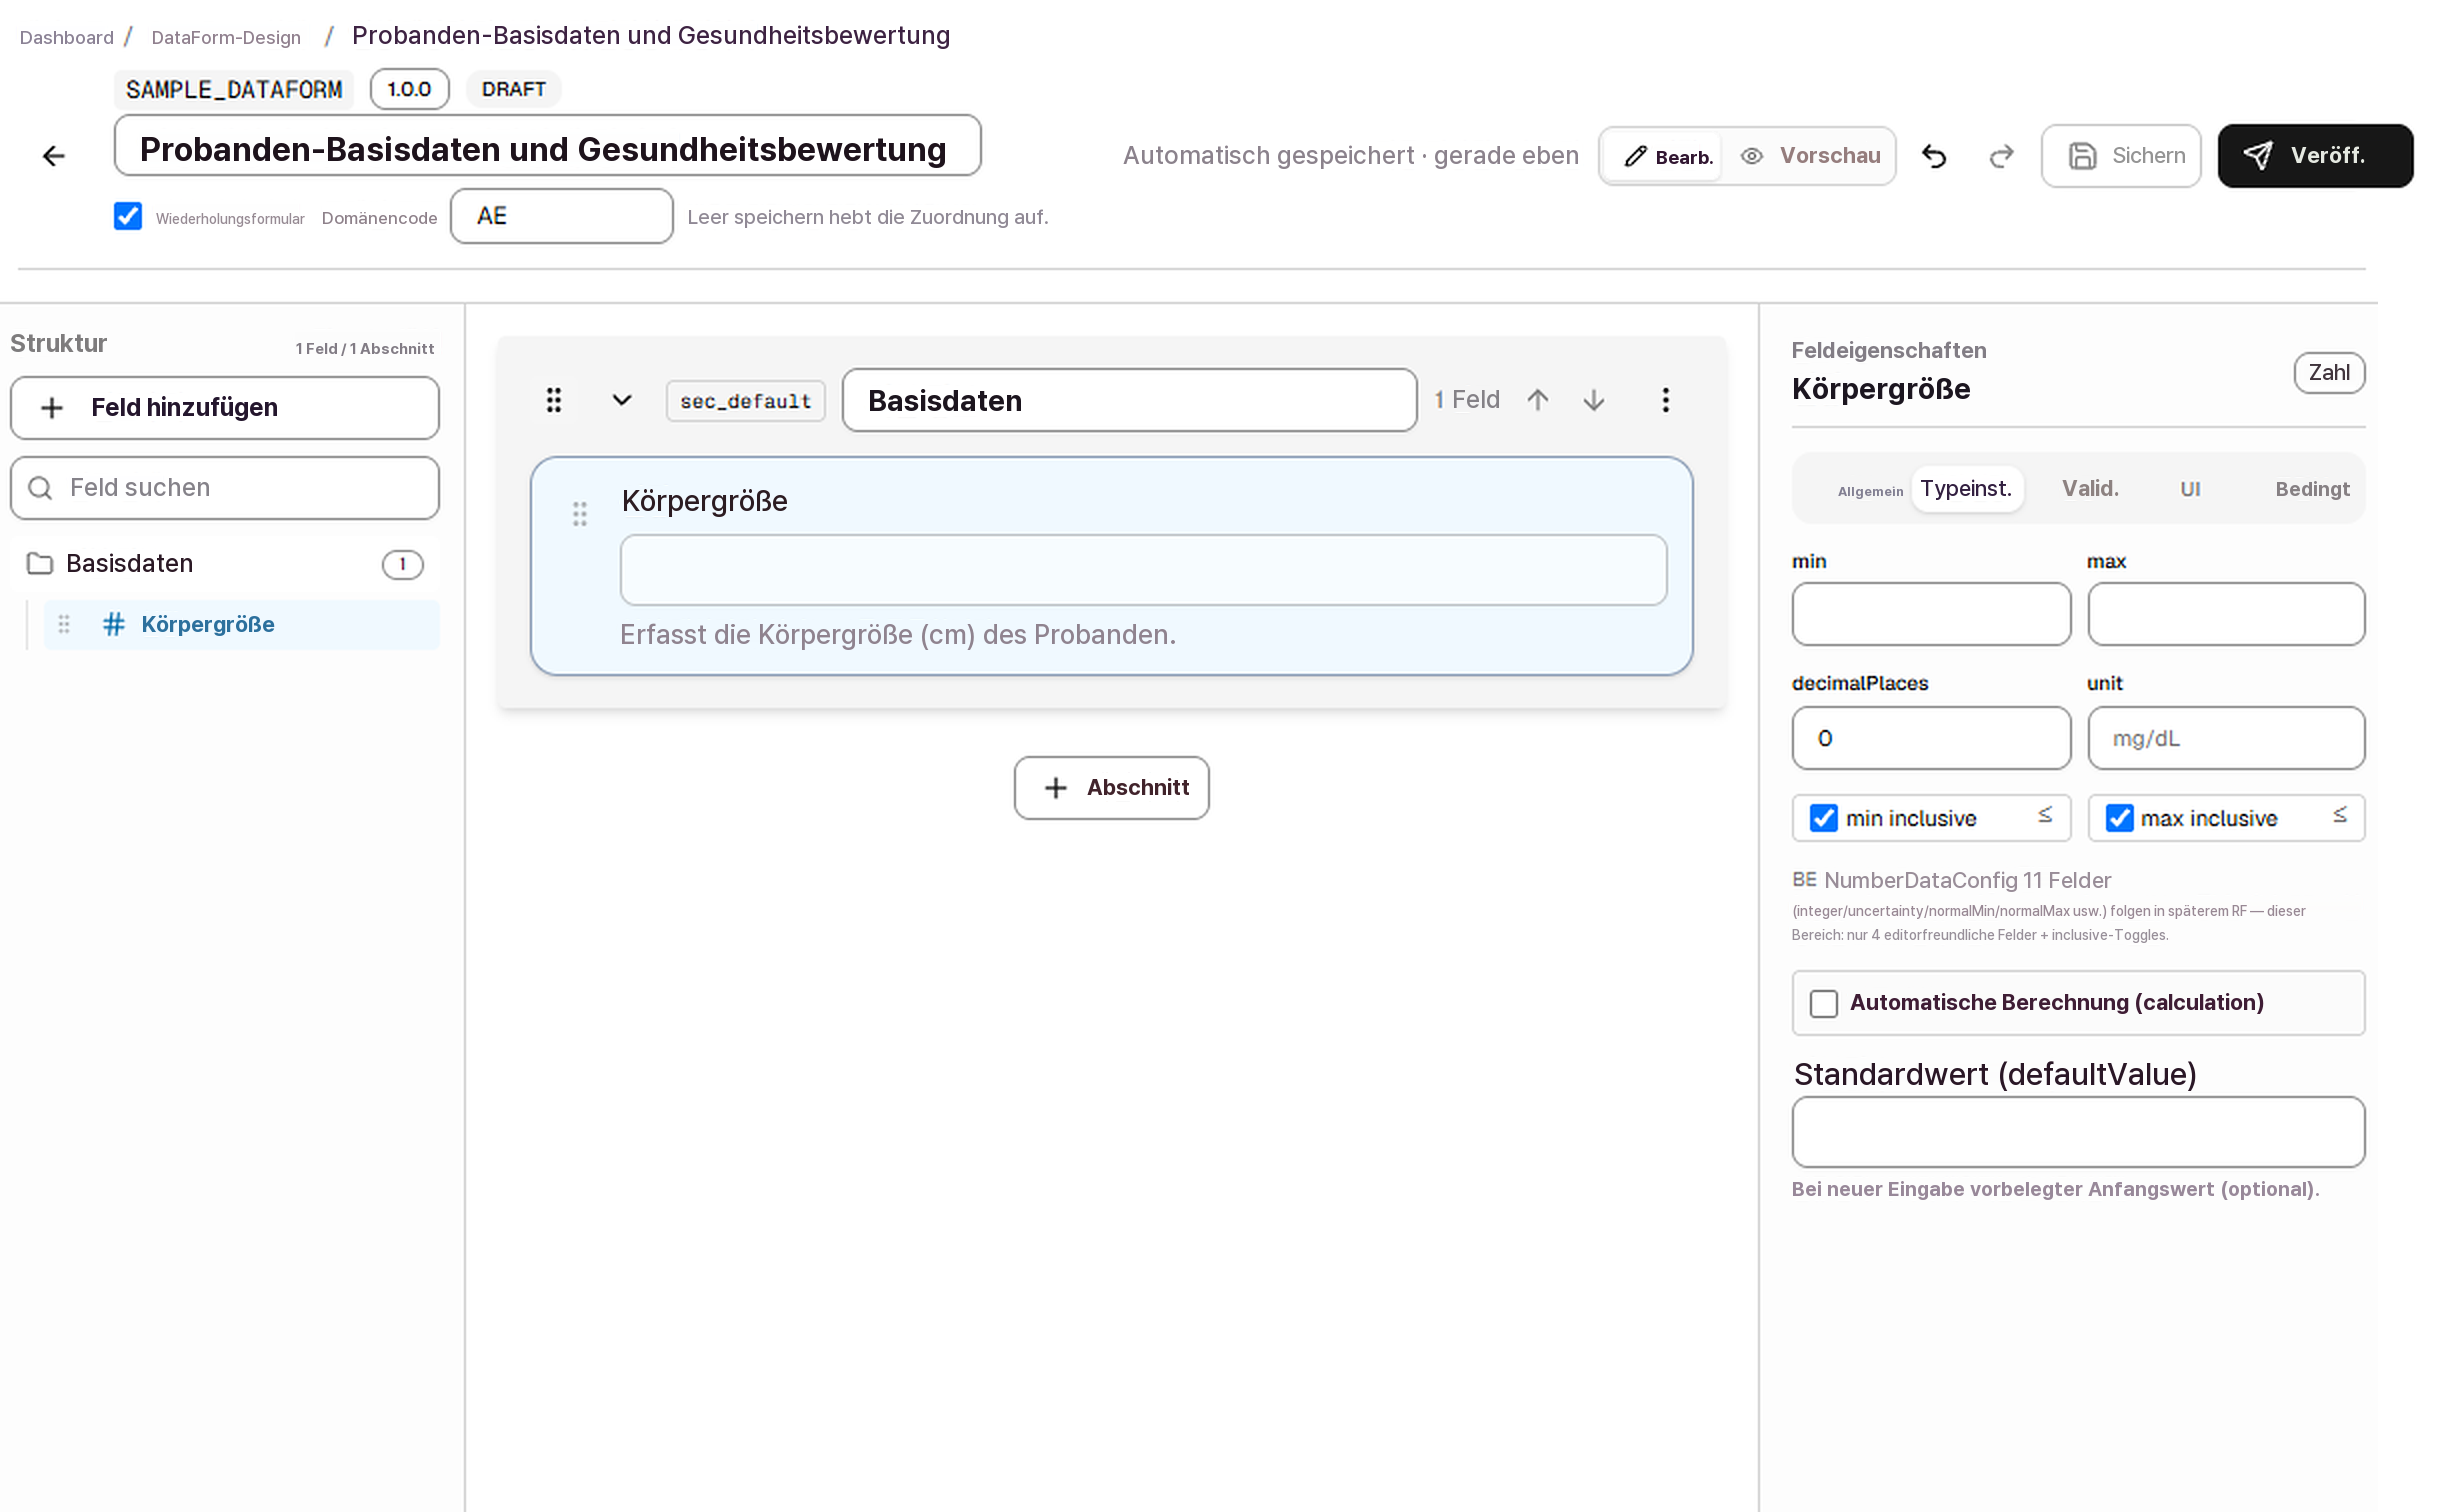 Dashboard / DataForm-Design / Probanden-Basisdaten und Gesundheitsbewertung
SAMPLE_DATAFORM 1.0.0 DRAFT
Probanden-Basisdaten und Gesundheitsbewertung
Automatisch gespeichert · gerade eben Bearb. Vorschau Sichern Veröff.
Wiederholungsformular Domänencode AE Leer speichern hebt die Zuordnung auf.
Struktur 1 Feld / 1 Abschnitt
Feld hinzufügen
Feld suchen
Basisdaten 1
Körpergröße
sec_default Basisdaten 1 Feld
Körpergröße
Erfasst die Körpergröße (cm) des Probanden.
Abschnitt
Feldeigenschaften
Körpergröße Zahl
Allgemein Typeinst. Valid. UI Bedingt
min max
decimalPlaces unit
0 mg/dL
min inclusive ≤ max inclusive ≤
BE NumberDataConfig 11 Felder
(integer/uncertainty/normalMin/normalMax usw.) folgen in späterem RF — dieser
Bereich: nur 4 editorfreundliche Felder + inclusive-Toggles.
Automatische Berechnung (calculation)
Standardwert (defaultValue)
Bei neuer Eingabe vorbelegter Anfangswert (optional).